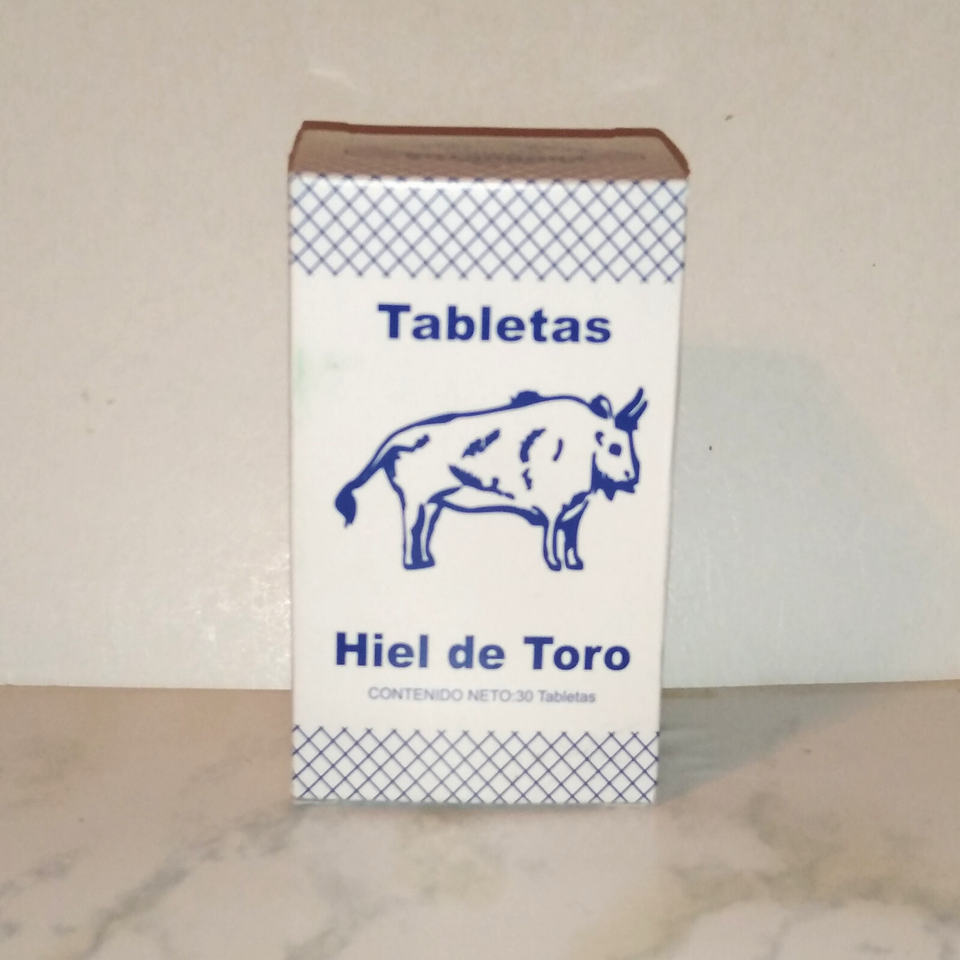 Tabletas
Hiel de Toro
CONTENIDO NETO:30 Tabletas